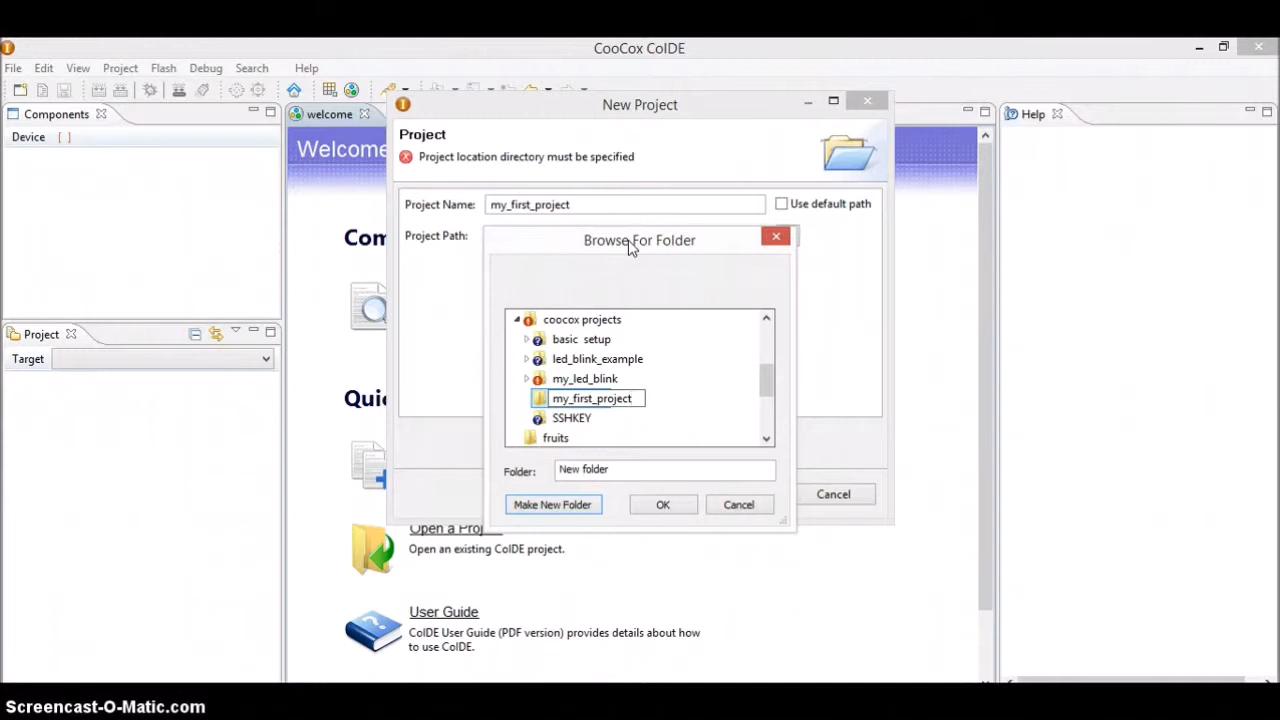 CooCox CoIDE
File Edit View Project Flash Debug Search Help
Components
Device [ ]
Project
Target
welcome
Welcome
Com
Quic
Open a Proj
Open an existing CoIDE project.
User Guide
CoIDE User Guide (PDF version) provides details about how
to use CoIDE.
Help
New Project
Project
Project location directory must be specified
Project Name: my_first_project Use default path
Project Path:
Cancel
Browse For Folder
coocox projects
basic setup
led_blink_example
my_led_blink
my_first_project
SSHKEY
fruits
Folder: New folder
Make New Folder OK Cancel
Screencast-O-Matic.com